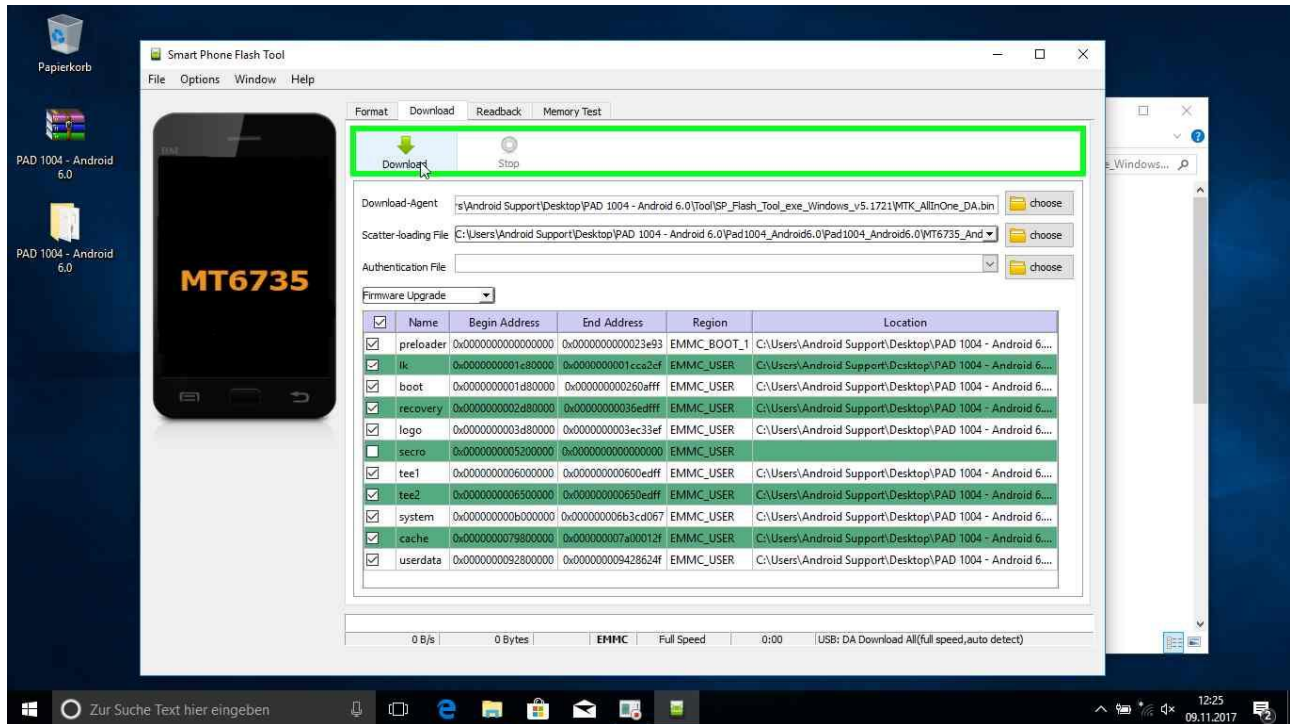 Papierkorb
PAD 1004 - Android
6.0
PAD 1004 - Android
6.0
Smart Phone Flash Tool
File Options Window Help
MT6735
Format Download Readback Memory Test
Download Stop
Download-Agent rs\Android Support\Desktop\PAD 1004 - Android 6.0\Tool\SP_Flash_Tool_exe_Windows_v5.1721\MTK_AllInOne_DA.bin choose
Scatter-loading File C:\Users\Android Support\Desktop\PAD 1004 - Android 6.0\Pad1004_Android6.0\Pad1004_Android6.0\MT6735_And choose
Authentication File choose
Firmware Upgrade
Name Begin Address End Address Region Location
preloader 0x0000000000000000 0x0000000000023e93 EMMC_BOOT_1 C:\Users\Android Support\Desktop\PAD 1004 - Android 6....
lk 0x0000000001c80000 0x0000000001cca2cf EMMC_USER C:\Users\Android Support\Desktop\PAD 1004 - Android 6....
boot 0x0000000001d80000 0x000000000260afff EMMC_USER C:\Users\Android Support\Desktop\PAD 1004 - Android 6....
recovery 0x0000000002d80000 0x00000000036edfff EMMC_USER C:\Users\Android Support\Desktop\PAD 1004 - Android 6....
logo 0x0000000003d80000 0x0000000003ec33ef EMMC_USER C:\Users\Android Support\Desktop\PAD 1004 - Android 6....
secro 0x0000000005200000 0x0000000000000000 EMMC_USER
tee1 0x0000000006000000 0x000000000600edff EMMC_USER C:\Users\Android Support\Desktop\PAD 1004 - Android 6....
tee2 0x0000000006500000 0x000000000650edff EMMC_USER C:\Users\Android Support\Desktop\PAD 1004 - Android 6....
system 0x000000000b000000 0x000000006b3cd067 EMMC_USER C:\Users\Android Support\Desktop\PAD 1004 - Android 6....
cache 0x0000000079800000 0x000000007a00012f EMMC_USER C:\Users\Android Support\Desktop\PAD 1004 - Android 6....
userdata 0x0000000092800000 0x000000009428624f EMMC_USER C:\Users\Android Support\Desktop\PAD 1004 - Android 6....
0 B/s 0 Bytes EMMC Full Speed 0:00 USB: DA Download All(full speed,auto detect)
e_Windows...
Zur Suche Text hier eingeben
12:25
09.11.2017
2